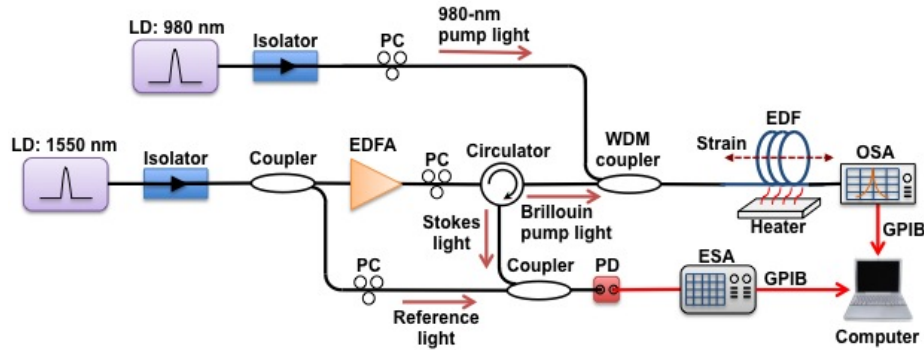 LD: 980 nm
Isolator
PC
980-nm
pump light
LD: 1550 nm
Isolator
Coupler
EDFA
PC
Circulator
WDM
coupler
Strain
EDF
OSA
Stokes
light
Brillouin
pump light
Heater
GPIB
PC
Reference
light
Coupler
PD
ESA
GPIB
Computer